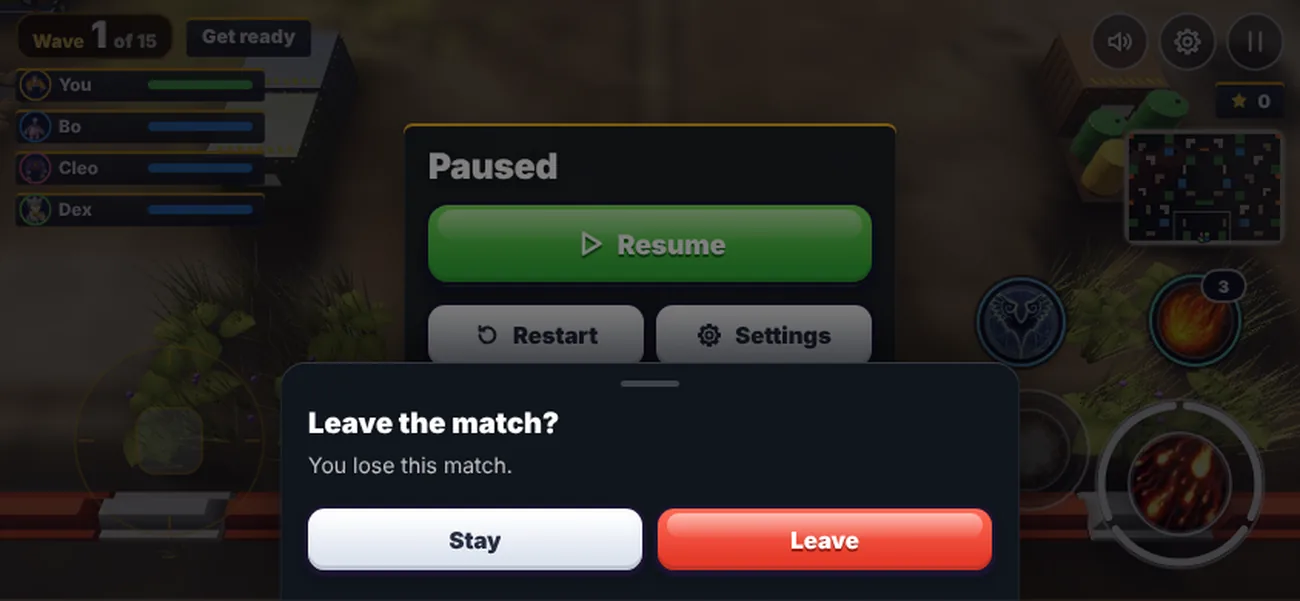 Wave 1 of 15
Get ready
You
Bo
Cleo
Dex
0
3
Paused
Resume
Restart
Settings
Leave the match?
You lose this match.
Stay
Leave